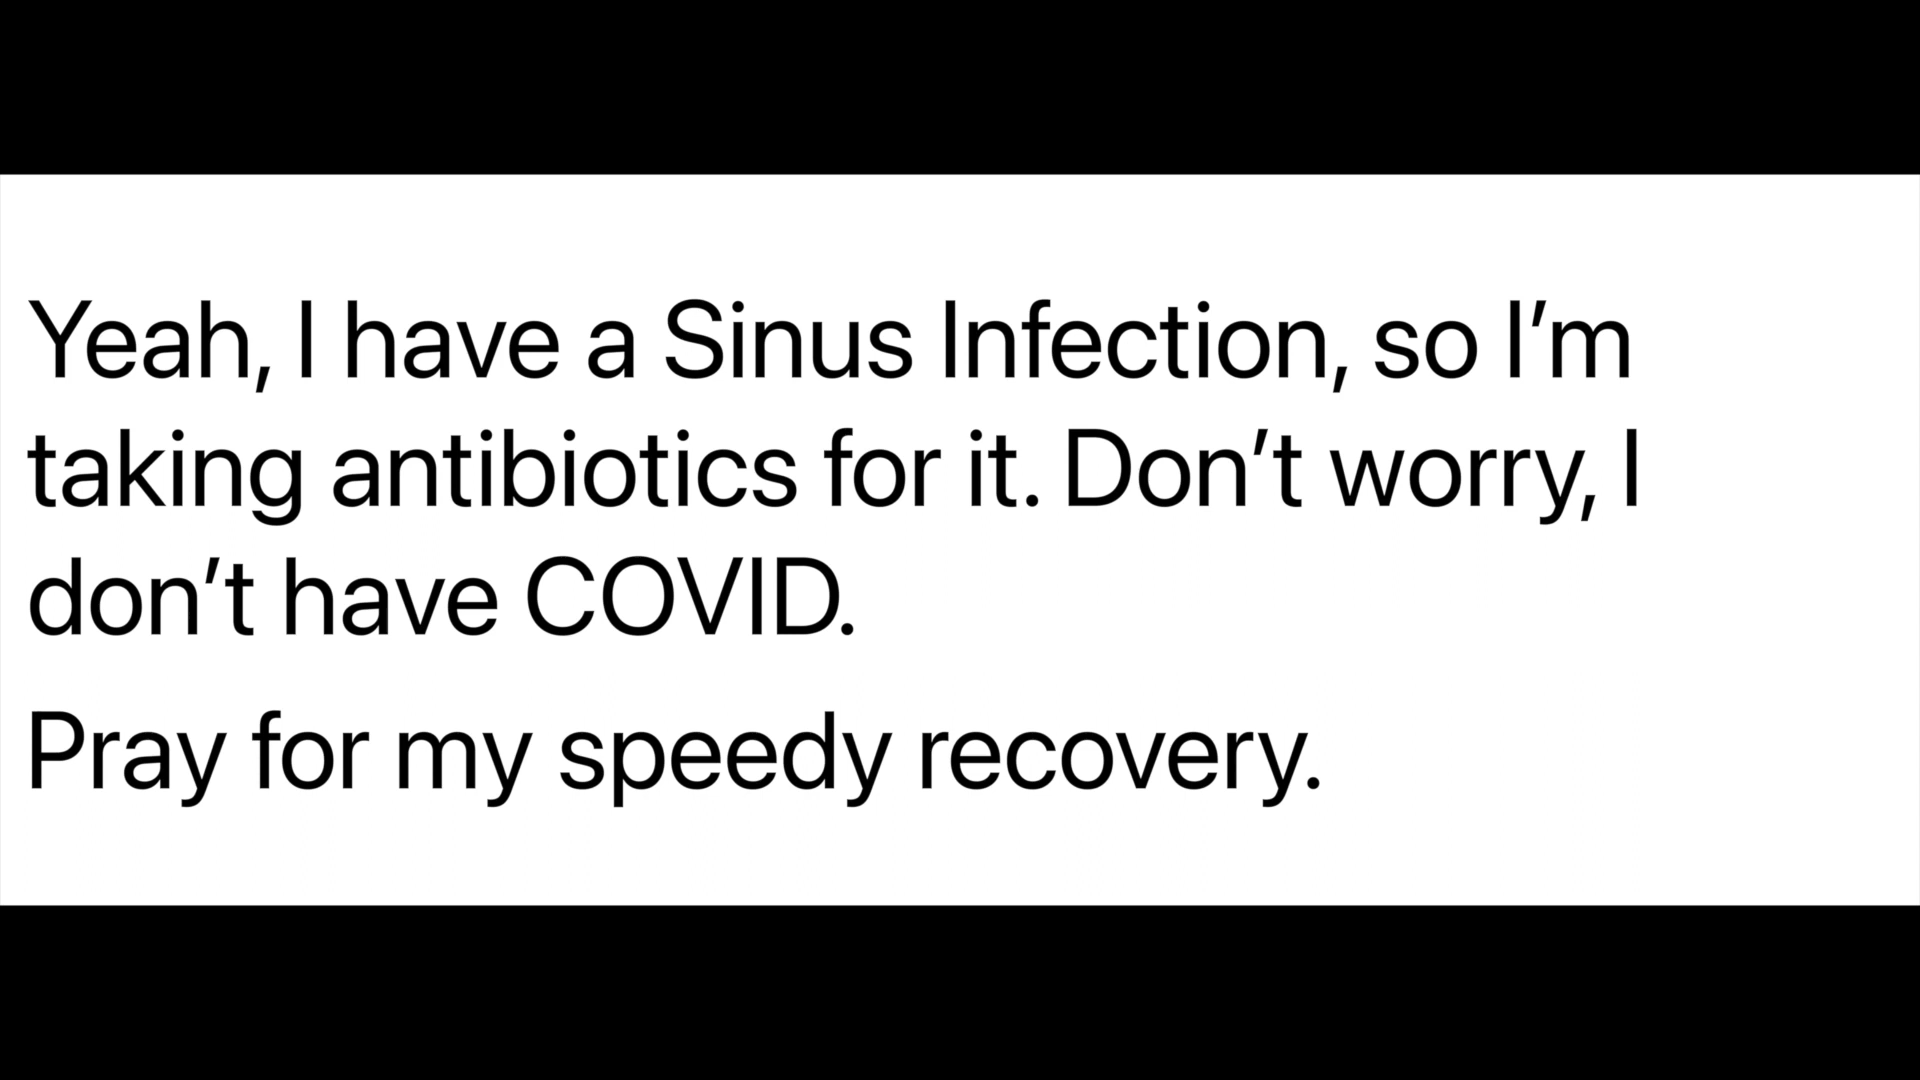 Yeah, I have a Sinus Infection, so I’m
taking antibiotics for it. Don’t worry, I
don’t have COVID.
Pray for my speedy recovery.